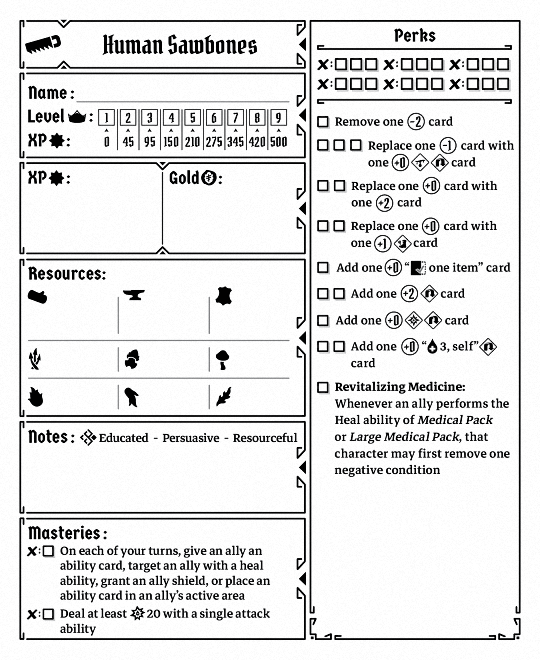 Human Sawbones
Name:
Level : 1 2 3 4 5 6 7 8 9
XP : 0 45 95 150 210 275 345 420 500
XP :
Gold :
Resources:
Notes : Educated - Persuasive - Resourceful
Masteries:
On each of your turns, give an ally an
ability card, target an ally with a heal
ability, grant an ally shield, or place an
ability card in an ally's active area
Deal at least 20 with a single attack
ability
Perks
Remove one -2 card
Replace one -1 card with
one +0 card
Replace one +0 card with
one +2 card
Replace one +0 card with
one +1 card
Add one +0 “ one item” card
Add one +2 card
Add one +0 card
Add one +0 “ 3, self”
card
Revitalizing Medicine:
Whenever an ally performs the
Heal ability of Medical Pack
or Large Medical Pack, that
character may first remove one
negative condition